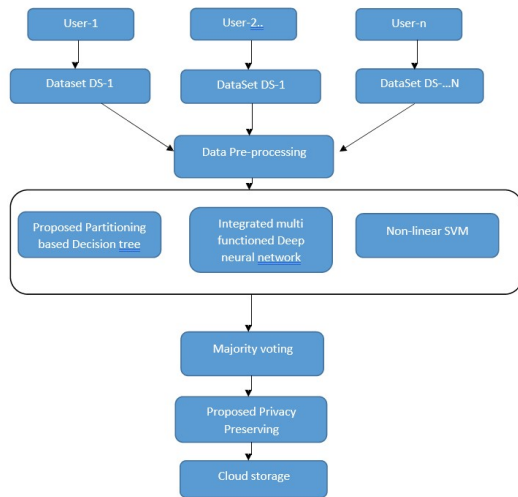 User-1
User-2..
User-n
Dataset DS-1
DataSet DS-1
DataSet DS-...N
Data Pre-processing
Proposed Partitioning
based Decision tree
Integrated multi
functioned Deep
neural network
Non-linear SVM
Majority voting
Proposed Privacy
Preserving
Cloud storage